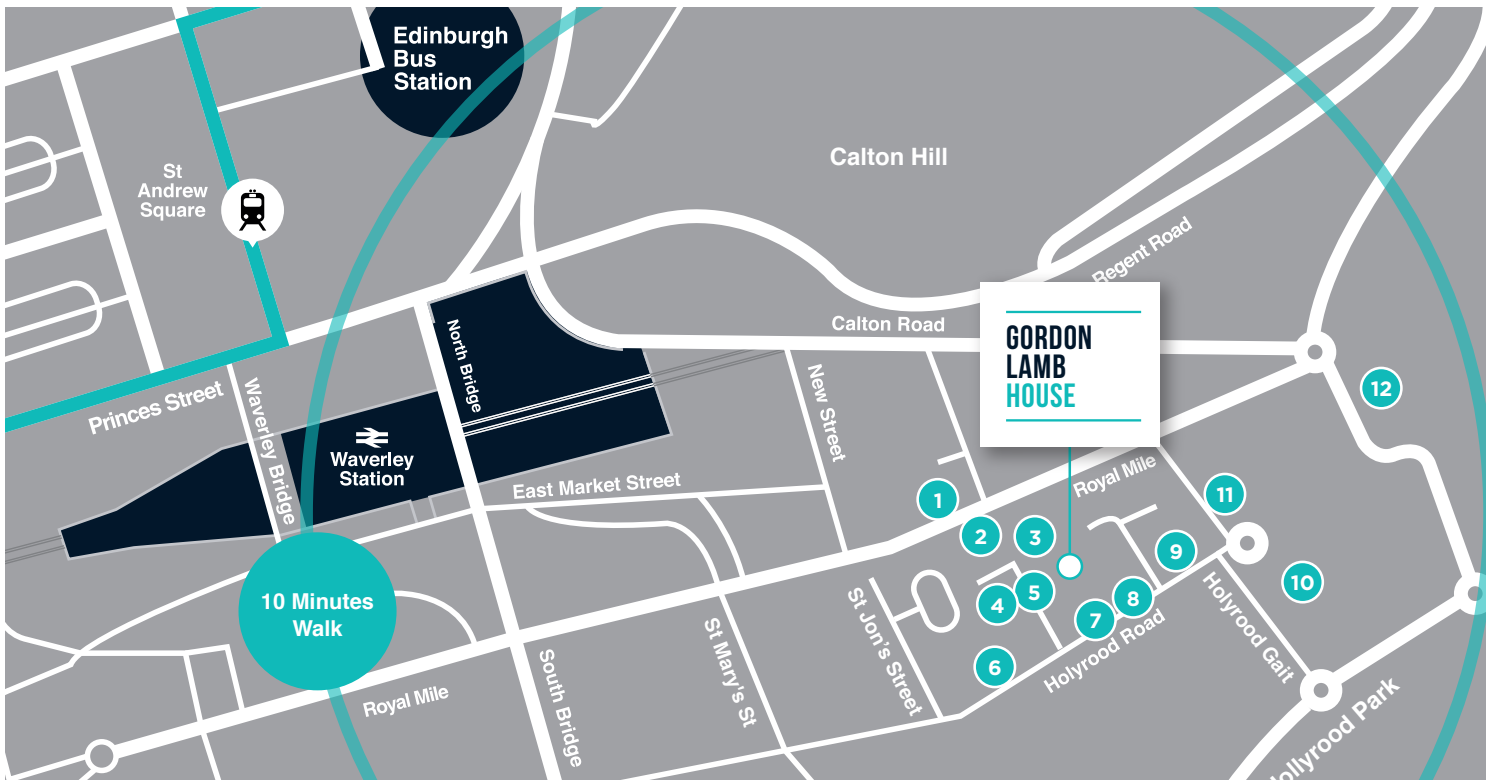 Edinburgh
Bus
Station
St
Andrew
Square
Calton Hill
Regent Road
Calton Road
GORDON
LAMB
HOUSE
North Bridge
New Street
Princes Street
Waverley Bridge
Waverley
Station
East Market Street
Royal Mile
12
11
1
2
3
9
10
5
4
8
7
6
10 Minutes
Walk
St Jon's Street
Holyrood Road
Holyrood Gait
St Mary's St
South Bridge
Royal Mile
ollyrood Park